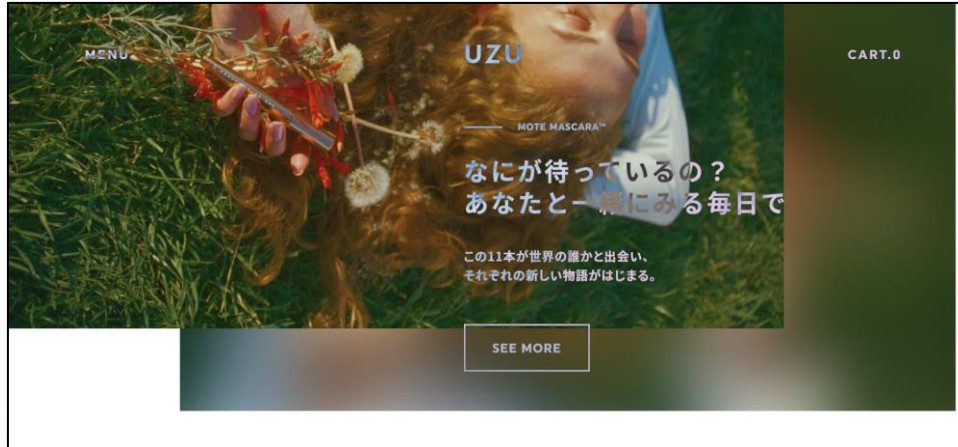 MENU
UZU
CART.0
MOTE MASCARA™
なにが待っているの？
あなたと一緒にみる毎日で
この11本が世界の誰かと出会い、
それぞれの新しい物語がはじまる。
SEE MORE